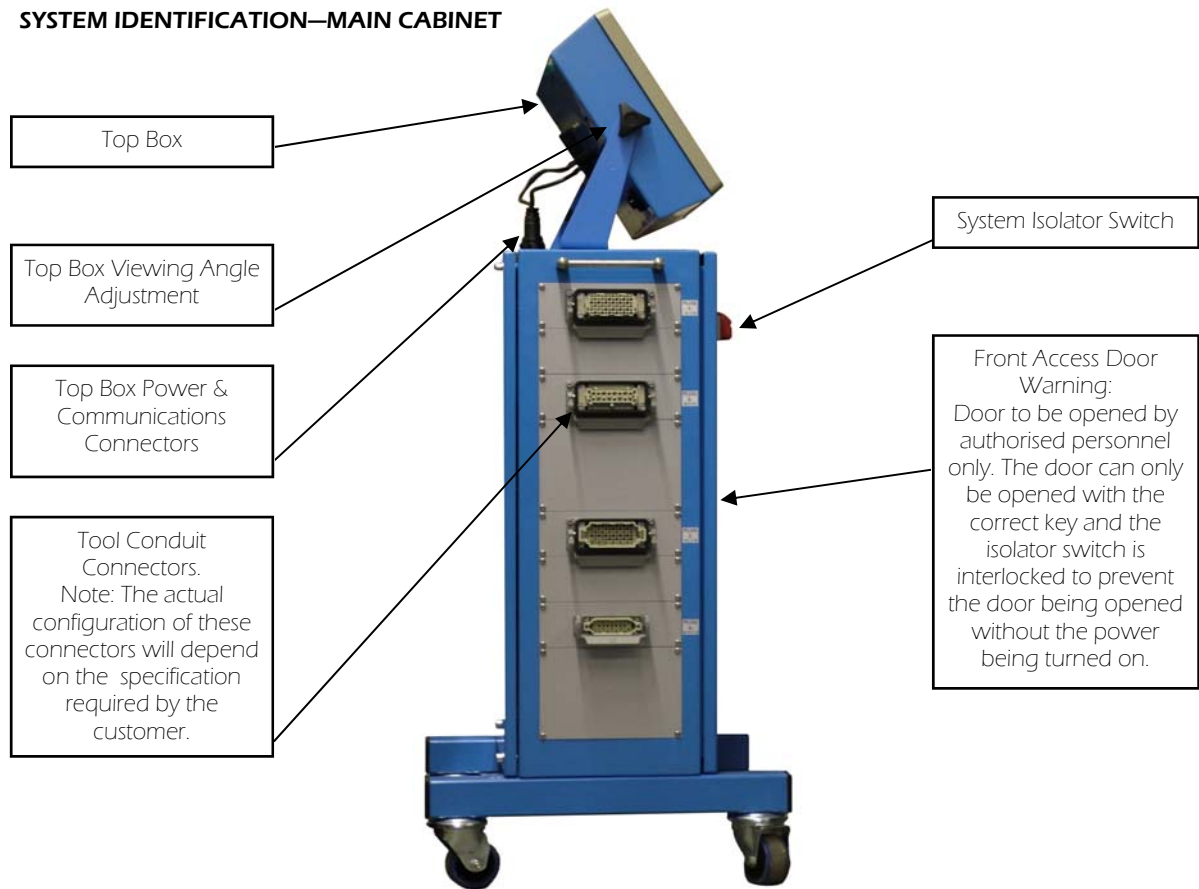 SYSTEM IDENTIFICATION—MAIN CABINET
Top Box
Top Box Viewing Angle
Adjustment
Top Box Power &
Communications
Connectors
Tool Conduit
Connectors.
Note: The actual
configuration of these
connectors will depend
on the specification
required by the
customer.
System Isolator Switch
Front Access Door
Warning:
Door to be opened by
authorised personnel
only. The door can only
be opened with the
correct key and the
isolator switch is
interlocked to prevent
the door being opened
without the power
being turned on.